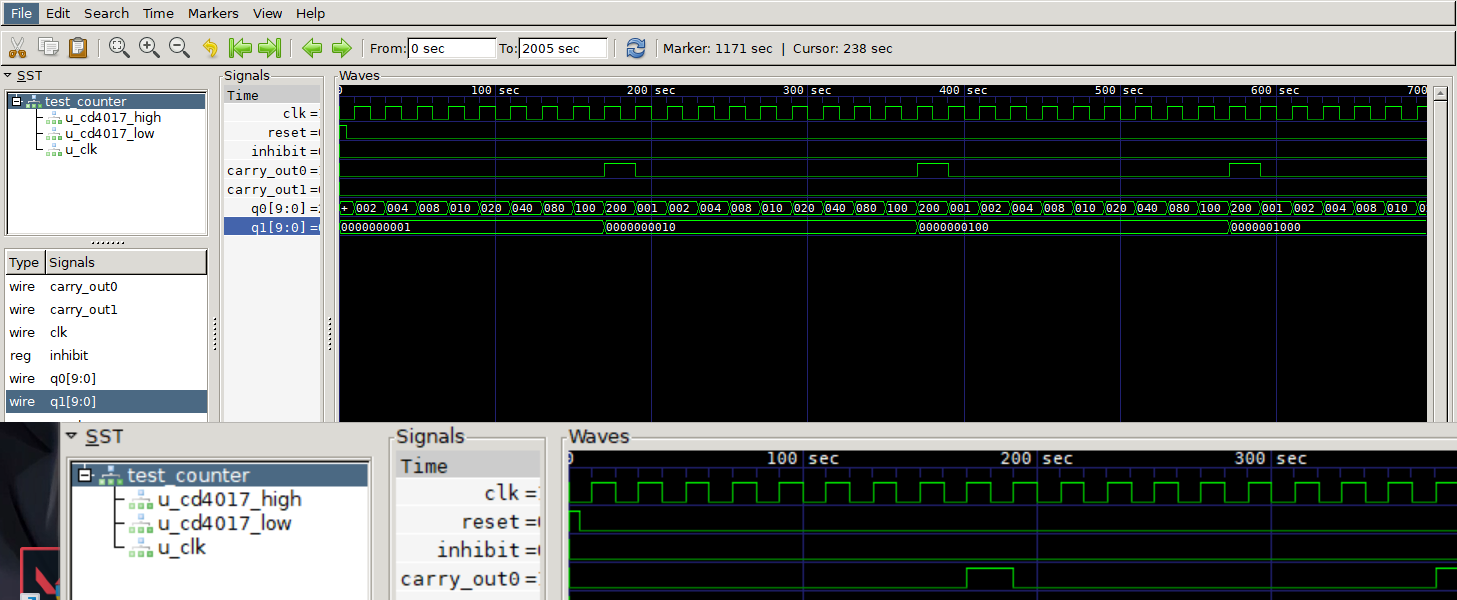 File Edit Search Time Markers View Help
From: 0 sec To: 2005 sec Marker: 1171 sec | Cursor: 238 sec
SST
test_counter
u_cd4017_high
u_cd4017_low
u_clk
Type Signals
wire carry_out0
wire carry_out1
wire clk
reg inhibit
wire q0[9:0]
wire q1[9:0]
Signals
Time
clk =
reset =
inhibit =
carry_out0 =
carry_out1 =
q0[9:0] =
q1[9:0] =
Waves
0 100 sec 200 sec 300 sec 400 sec 500 sec 600 sec 700
+ 002 004 008 010 020 040 080 100 200 001 002 004 008 010 020 040 080 100 200 001 002 004 008 010 020 040 080 100 200 001 002 004 008 010
0000000001 0000000010 0000000100 0000001000
SST
test_counter
u_cd4017_high
u_cd4017_low
u_clk
Signals
Time
clk =
reset =
inhibit =
carry_out0 =
Waves
0 100 sec 200 sec 300 sec